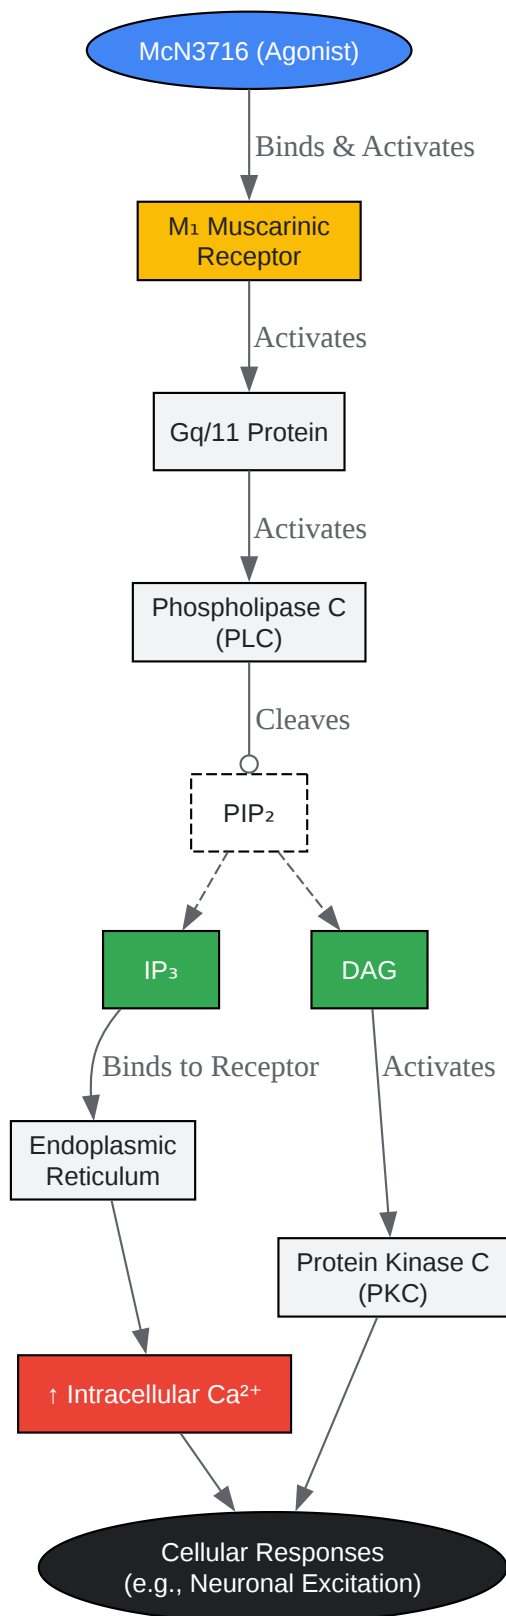 McN3716 (Agonist)
Binds & Activates
M₁ Muscarinic
Receptor
Activates
Gq/11 Protein
Activates
Phospholipase C
(PLC)
Cleaves
PIP₂
IP₃
DAG
Binds to Receptor
Activates
Endoplasmic
Reticulum
Protein Kinase C
(PKC)
↑ Intracellular Ca²⁺
Cellular Responses
(e.g., Neuronal Excitation)